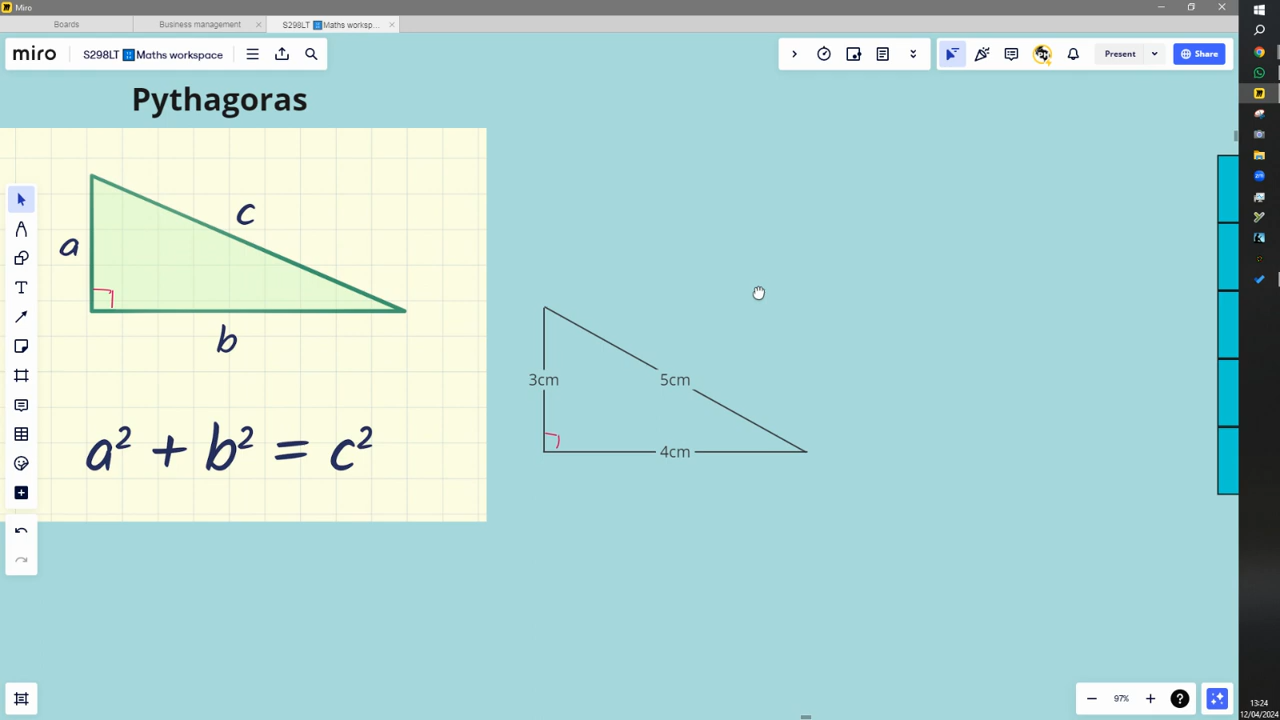 Miro
Boards
Business management
S298LT Maths worksp...
miro
S298LT Maths workspace
Present
Share
Pythagoras
c
a
b
a² + b² = c²
3cm
5cm
4cm
97%
?
13:24
12/04/2024